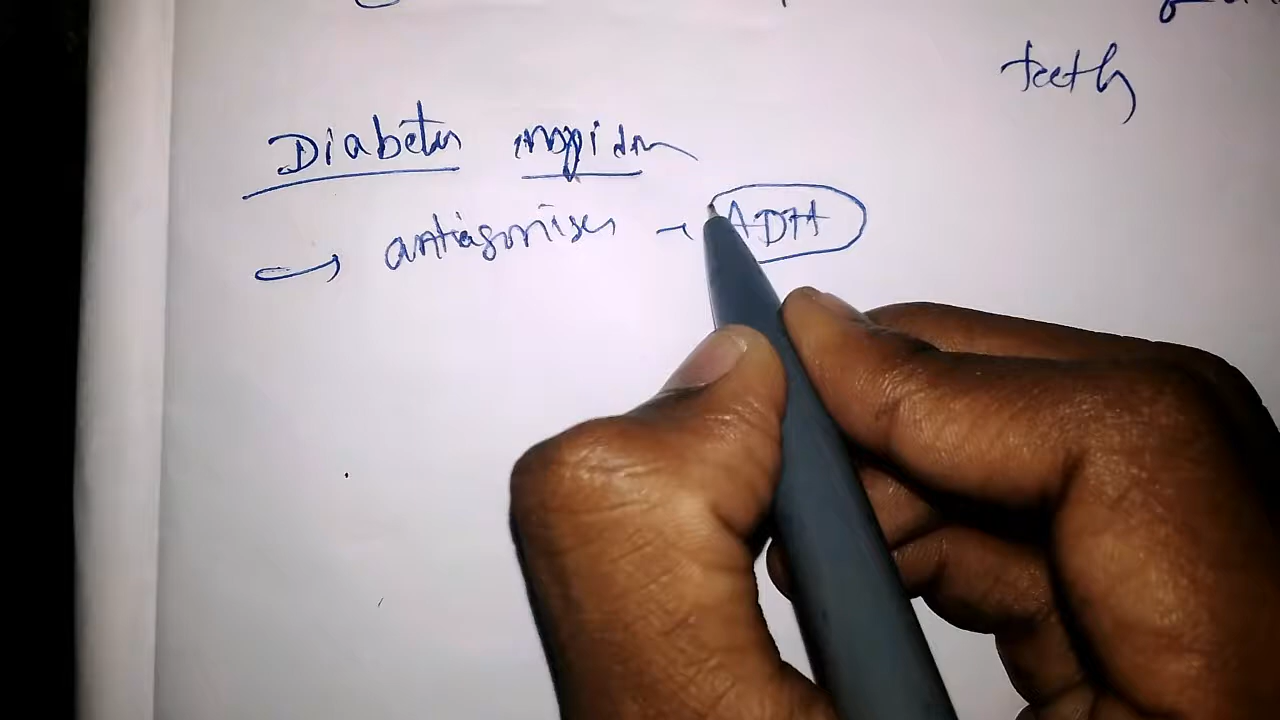 teeth
Diabetes insipidus
→ antagonises → ADH